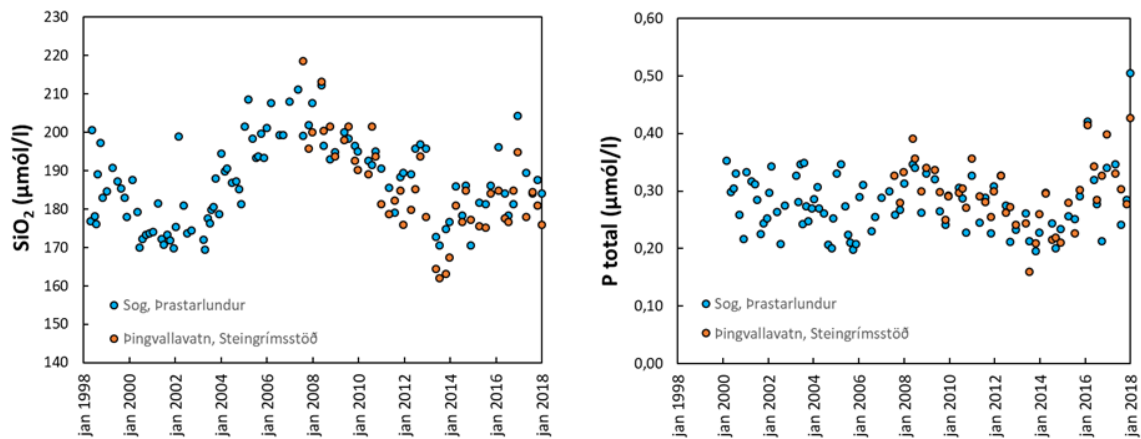 SiO₂ (µmól/l)
230
220
210
200
190
180
170
160
150
140
Sog, Þrastarlundur
Þingvallavatn, Steingrímsstöð
jan 1998
jan 2000
jan 2002
jan 2004
jan 2006
jan 2008
jan 2010
jan 2012
jan 2014
jan 2016
jan 2018
P total (µmól/l)
0,60
0,50
0,40
0,30
0,20
0,10
0,00
Sog, Þrastarlundur
Þingvallavatn, Steingrímsstöð
jan 1998
jan 2000
jan 2002
jan 2004
jan 2006
jan 2008
jan 2010
jan 2012
jan 2014
jan 2016
jan 2018